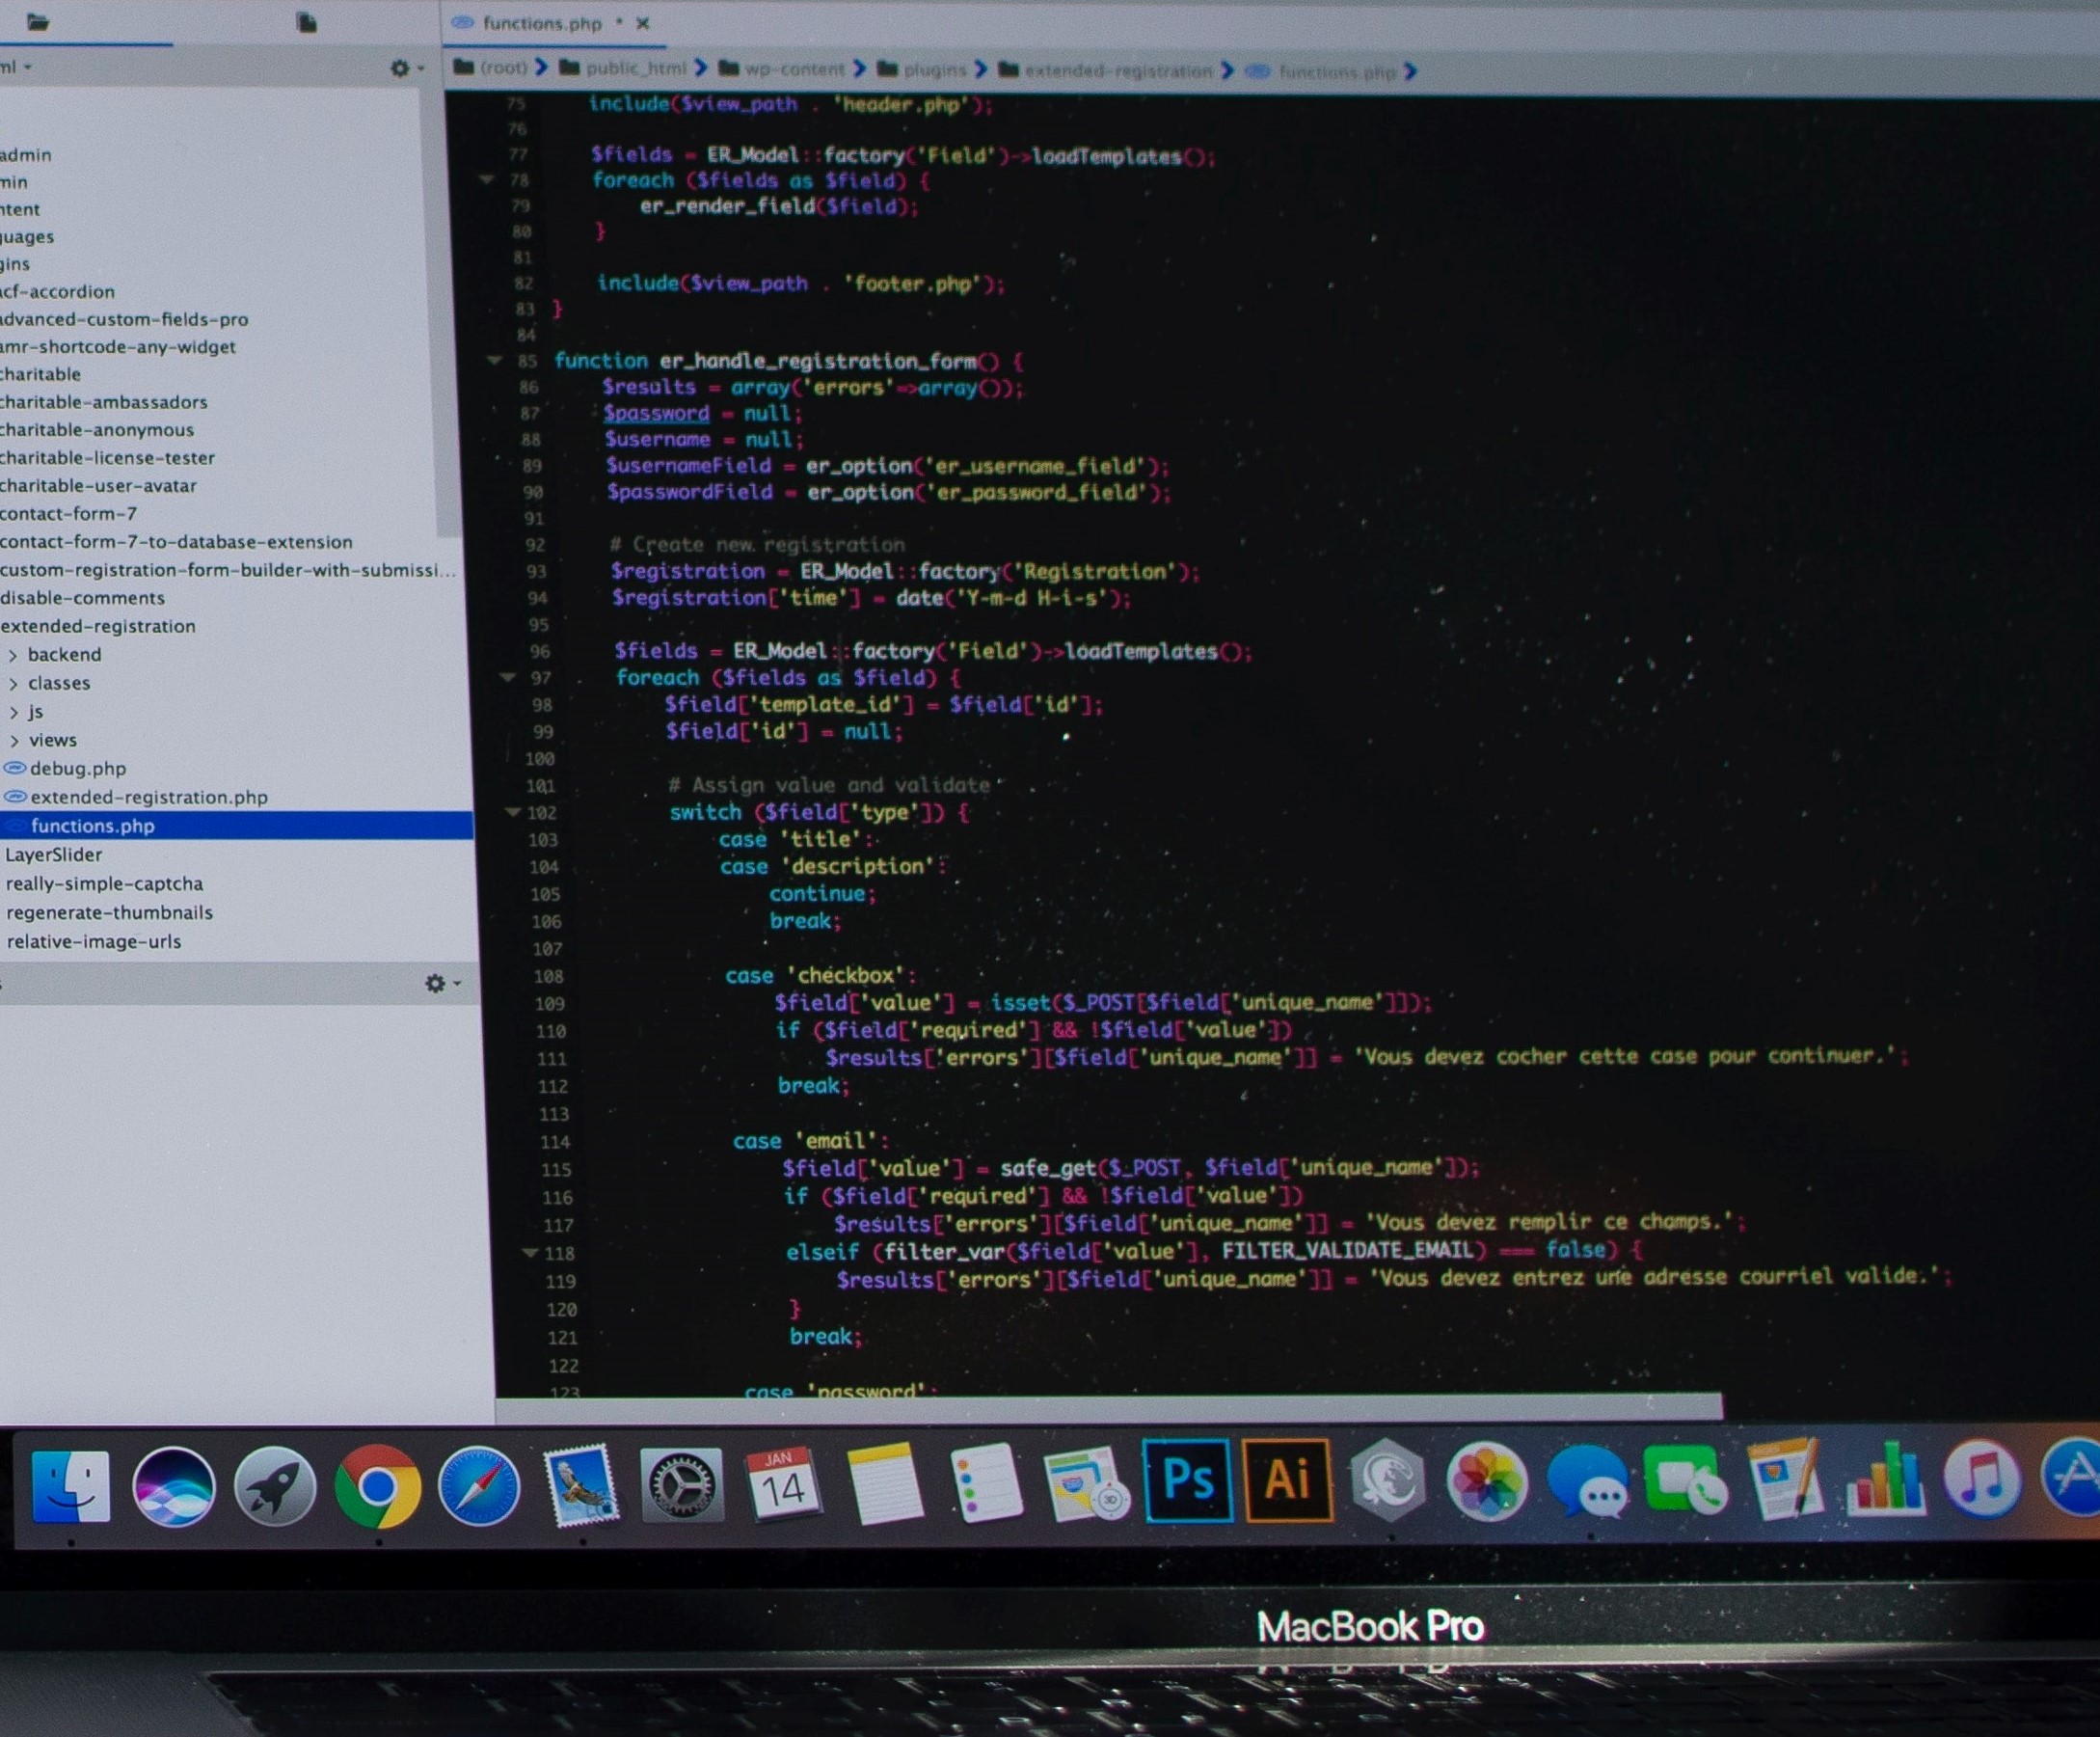 functions.php * ×
(root) > public_html > wp-content > plugins > extended-registration > functions.php >
ml
admin
min
ntent
guages
gins
acf-accordion
advanced-custom-fields-pro
amr-shortcode-any-widget
charitable
charitable-ambassadors
charitable-anonymous
charitable-license-tester
charitable-user-avatar
contact-form-7
contact-form-7-to-database-extension
custom-registration-form-builder-with-submissi...
disable-comments
extended-registration
> backend
> classes
> js
> views
debug.php
extended-registration.php
functions.php
LayerSlider
really-simple-captcha
regenerate-thumbnails
relative-image-urls
75 include($view_path . 'header.php');
76
77 $fields = ER_Model::factory('Field')->loadTemplates();
78 foreach ($fields as $field) {
79 er_render_field($field);
80 }
81
82 include($view_path . 'footer.php');
83 }
84
85 function er_handle_registration_form() {
86 $results = array('errors'=>array());
87 $password = null;
88 $username = null;
89 $usernameField = er_option('er_username_field');
90 $passwordField = er_option('er_password_field');
91
92 # Create new registration
93 $registration = ER_Model::factory('Registration');
94 $registration['time'] = date('Y-m-d H-i-s');
95
96 $fields = ER_Model::factory('Field')->loadTemplates();
97 foreach ($fields as $field) {
98 $field['template_id'] = $field['id'];
99 $field['id'] = null;
100
101 # Assign value and validate
102 switch ($field['type']) {
103 case 'title':
104 case 'description':
105 continue;
106 break;
107
108 case 'checkbox':
109 $field['value'] = isset($_POST[$field['unique_name']]);
110 if ($field['required'] && !$field['value'])
111 $results['errors'][$field['unique_name']] = 'Vous devez cocher cette case pour continuer.';
112 break;
113
114 case 'email':
115 $field['value'] = safe_get($_POST, $field['unique_name']);
116 if ($field['required'] && !$field['value'])
117 $results['errors'][$field['unique_name']] = 'Vous devez remplir ce champs.';
118 elseif (filter_var($field['value'], FILTER_VALIDATE_EMAIL) === false) {
119 $results['errors'][$field['unique_name']] = 'Vous devez entrez une adresse courriel valide.';
120 }
121 break;
122
123 case 'password':
JAN
14
3D
Ps
Ai
MacBook Pro